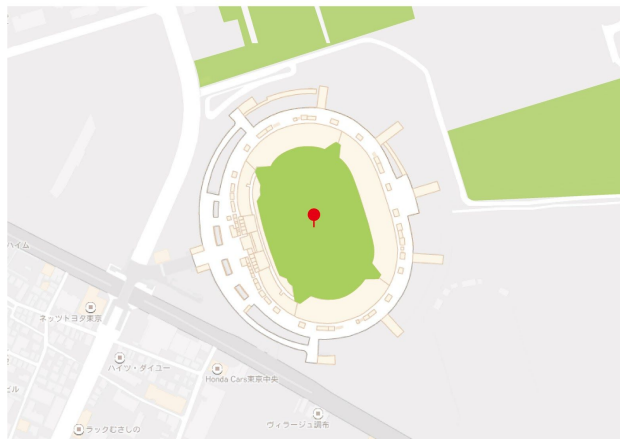 ハイム
ネッツトヨタ東京
ハイツ・ダイユー
Honda Cars東京中央
ビル
ラックむさしの
ヴィラージュ調布